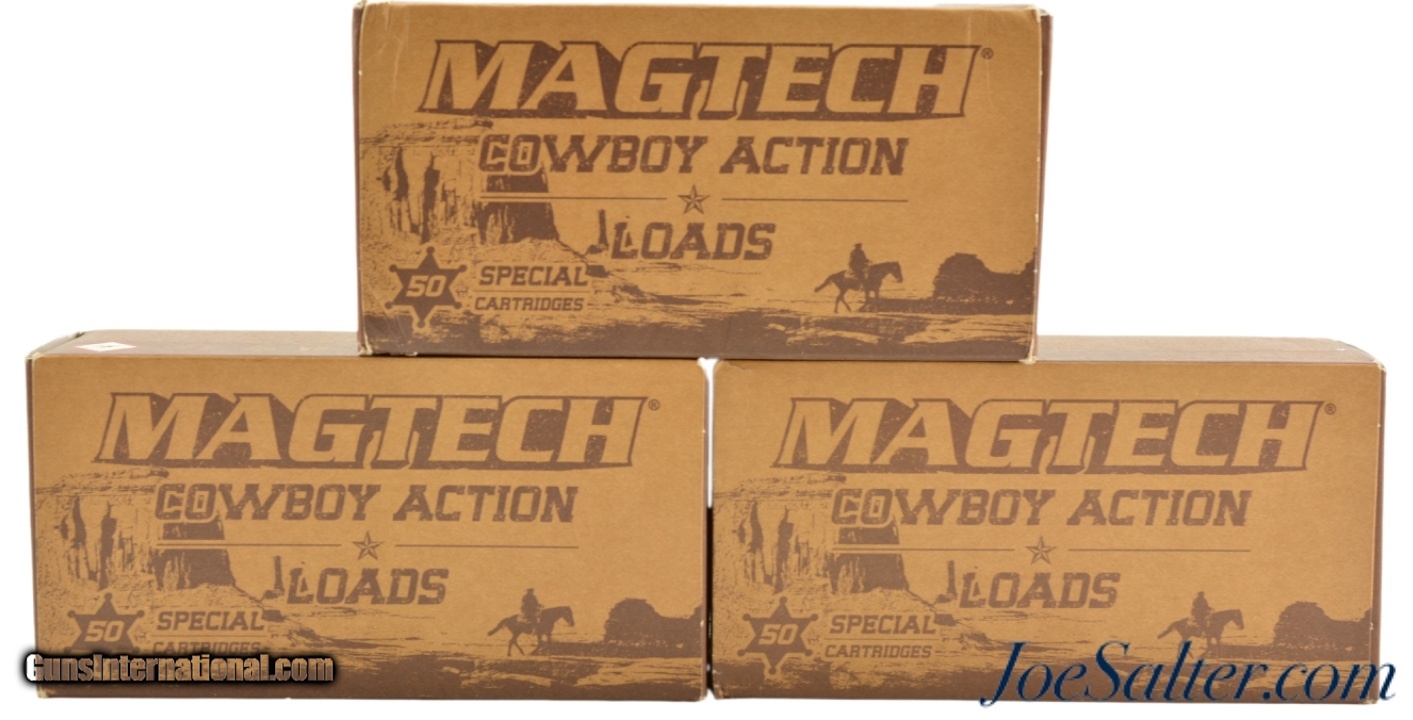 MAGTECH®
COWBOY ACTION
LOADS
50
SPECIAL
CARTRIDGES
MAGTECH®
COWBOY ACTION
LOADS
50
SPECIAL
CARTRIDGES
MAGTECH®
COWBOY ACTION
LOADS
50
SPECIAL
CARTRIDGES
GunsInternational.com
JoeSalter.com